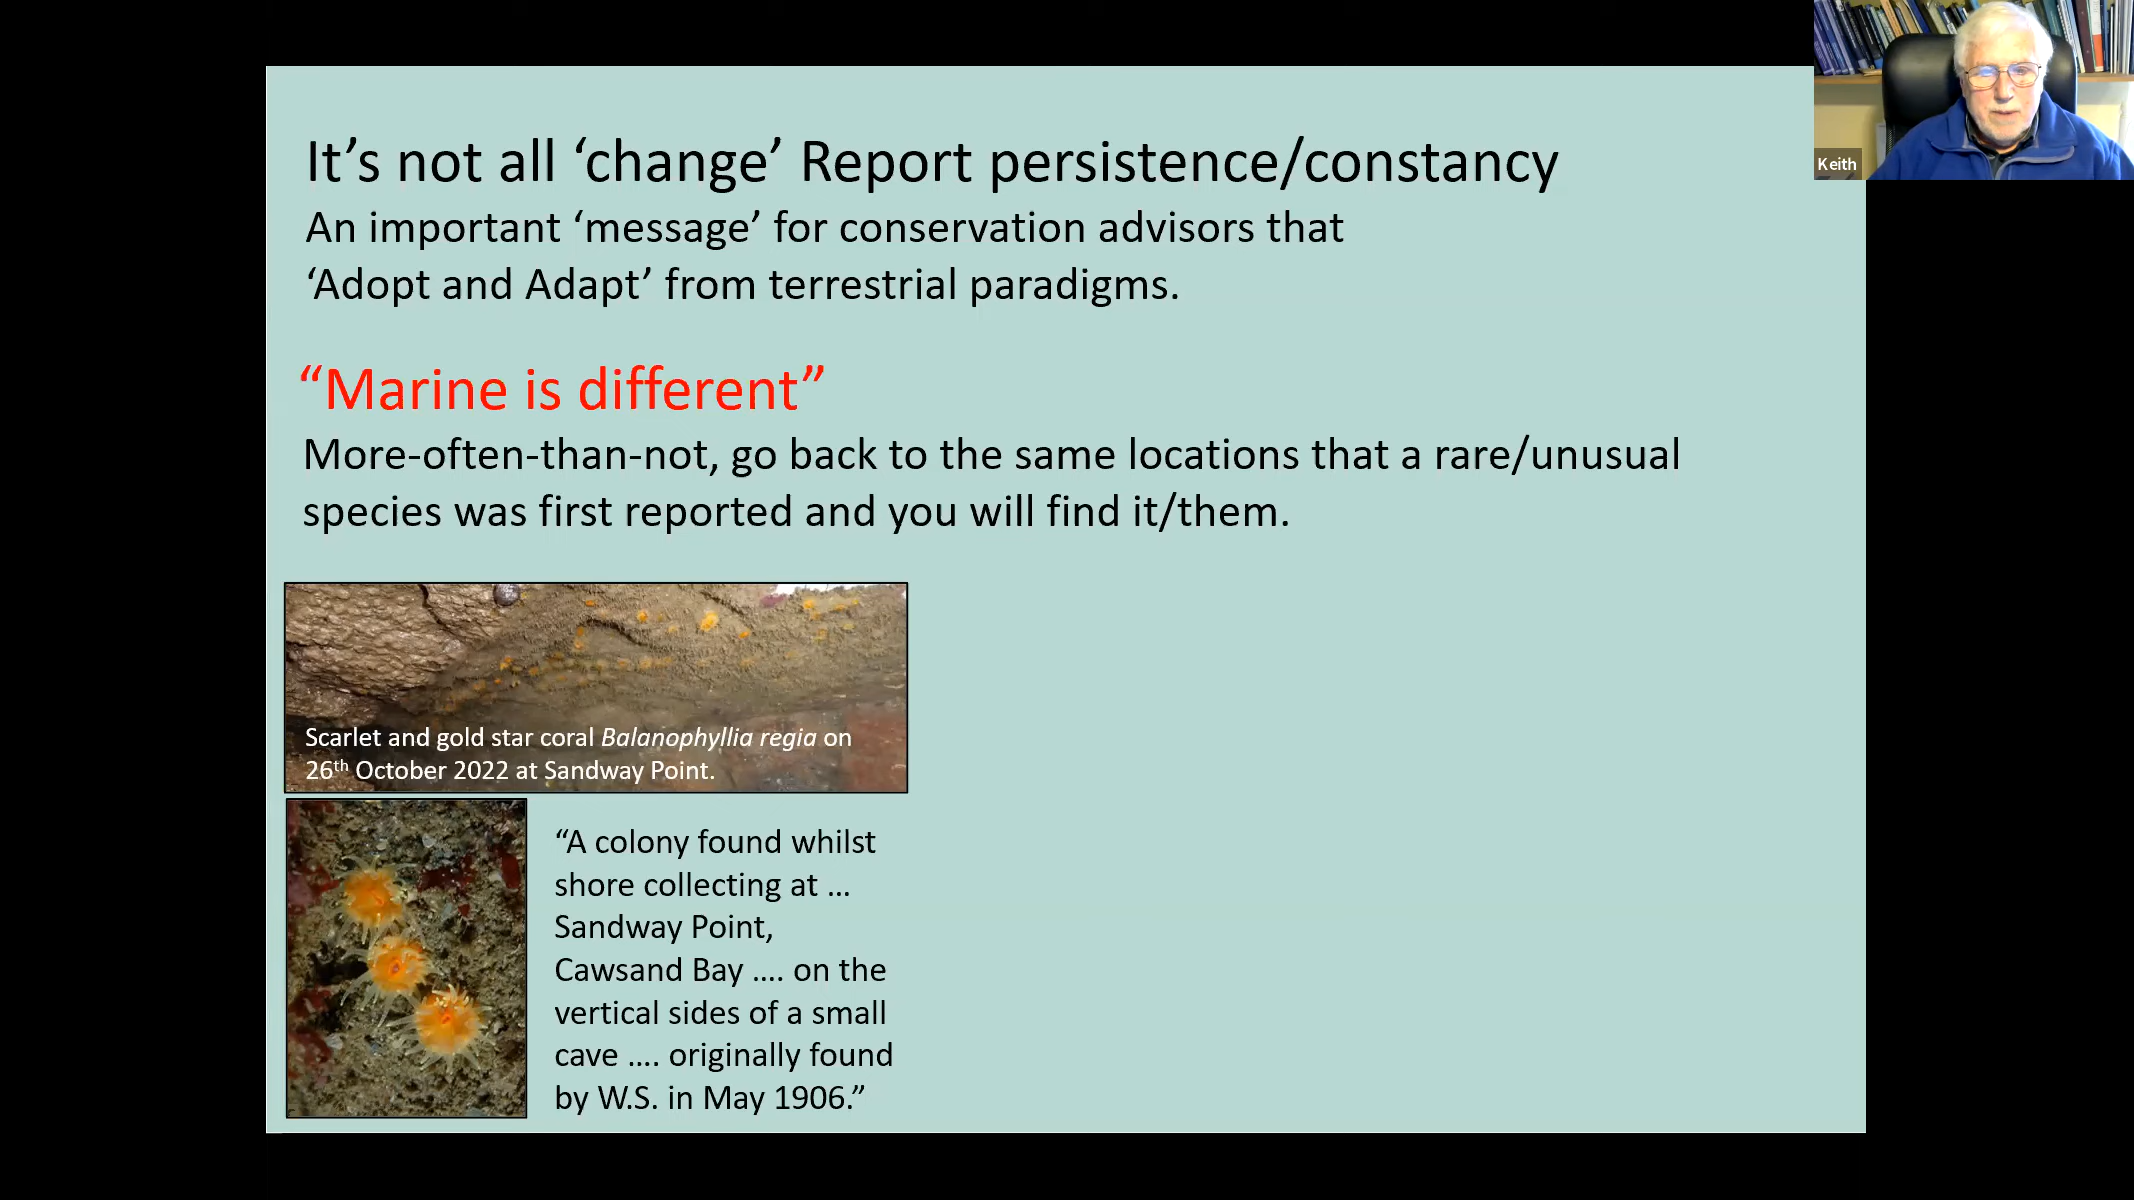 It’s not all ‘change’ Report persistence/constancy
An important ‘message’ for conservation advisors that
‘Adopt and Adapt’ from terrestrial paradigms.
“Marine is different”
More-often-than-not, go back to the same locations that a rare/unusual
species was first reported and you will find it/them.
Scarlet and gold star coral Balanophyllia regia on
26th October 2022 at Sandway Point.
“A colony found whilst
shore collecting at …
Sandway Point,
Cawsand Bay …. on the
vertical sides of a small
cave …. originally found
by W.S. in May 1906.”
Keith